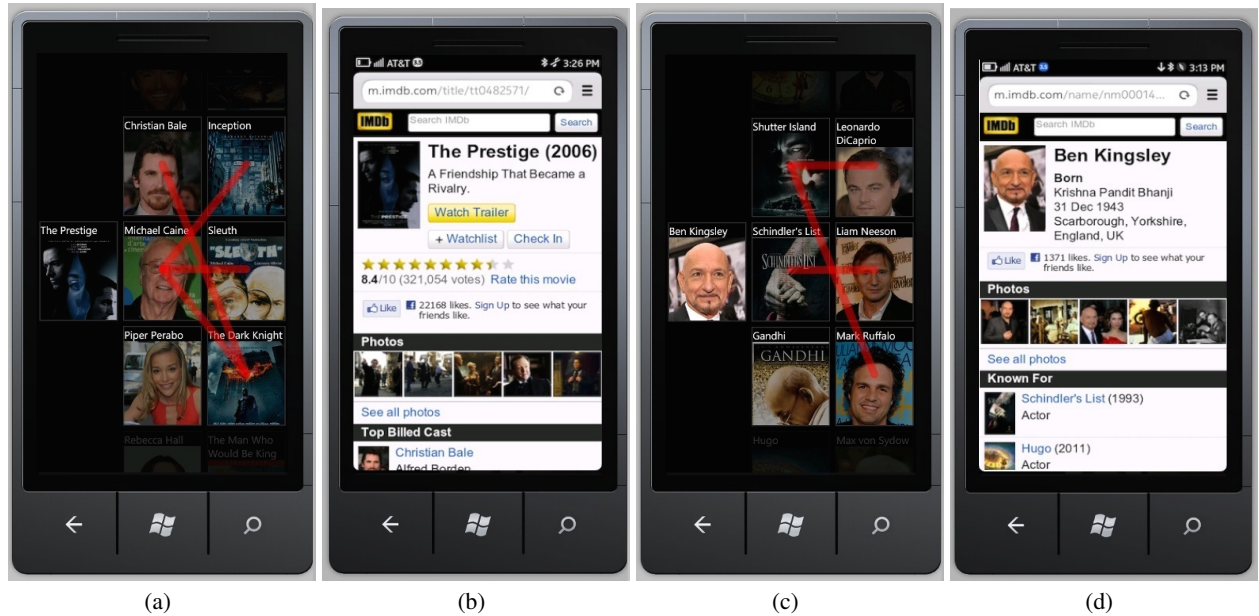 Christian Bale
Inception
The Prestige
Michael Caine
Sleuth
"SLEUTH"
Piper Perabo
The Dark Knight
Rebecca Hall
The Man Who
Would Be King
(a)
AT&T 3:26 PM
m.imdb.com/title/tt0482571/
IMDb Search IMDb Search
The Prestige (2006)
A Friendship That Became a
Rivalry.
Watch Trailer
+ Watchlist Check In
8.4/10 (321,054 votes) Rate this movie
Like 22168 likes. Sign Up to see what your
friends like.
Photos
See all photos
Top Billed Cast
Christian Bale
Alfred Borden
(b)
Shutter Island
Leonardo
DiCaprio
Ben Kingsley
Schindler's List
Liam Neeson
SCHINDLER'S LIST
Gandhi
Mark Ruffalo
GANDHI
Hugo
Max von Sydow
(c)
AT&T 3:13 PM
m.imdb.com/name/nm00014...
IMDb Search IMDb Search
Ben Kingsley
Born
Krishna Pandit Bhanji
31 Dec 1943
Scarborough, Yorkshire,
England, UK
Like 1371 likes. Sign Up to see what your
friends like.
Photos
See all photos
Known For
Schindler's List (1993)
Actor
Hugo (2011)
Actor
(d)